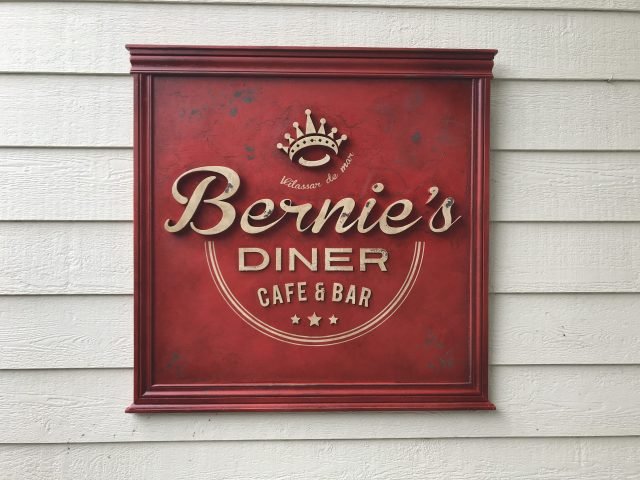 Vilassar de mar
Bernie's
DINER
CAFE & BAR